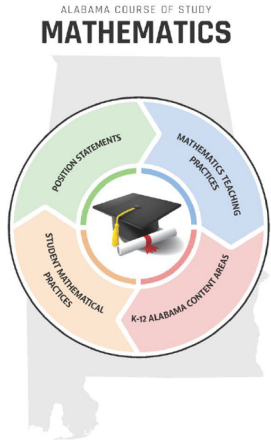 ALABAMA COURSE OF STUDY
MATHEMATICS
POSITION STATEMENTS
MATHEMATICS TEACHING
PRACTICES
STUDENT MATHEMATICAL
PRACTICES
K-12 ALABAMA CONTENT AREAS